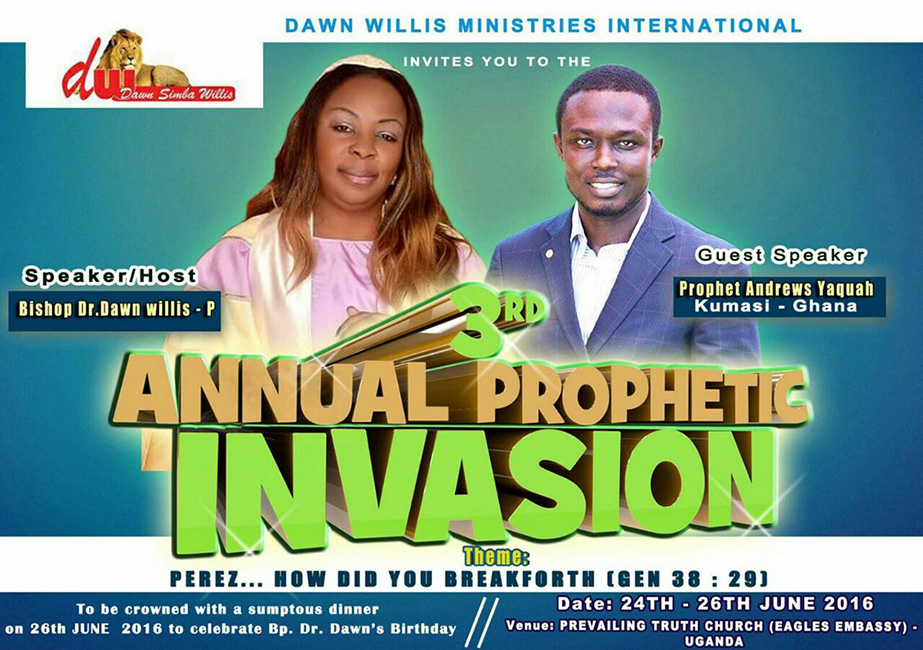 DAWN WILLIS MINISTRIES INTERNATIONAL
dw
Dawn Simba Willis
INVITES YOU TO THE
Speaker/Host
Bishop Dr.Dawn willis - P
Guest Speaker
Prophet Andrews Yaquah
Kumasi - Ghana
3RD
ANNUAL PROPHETIC
INVASION
Theme:
PEREZ... HOW DID YOU BREAKFORTH (GEN 38 : 29)
To be crowned with a sumptous dinner
on 26th JUNE 2016 to celebrate Bp. Dr. Dawn's Birthday
Date: 24TH - 26TH JUNE 2016
Venue: PREVAILING TRUTH CHURCH (EAGLES EMBASSY) -
UGANDA